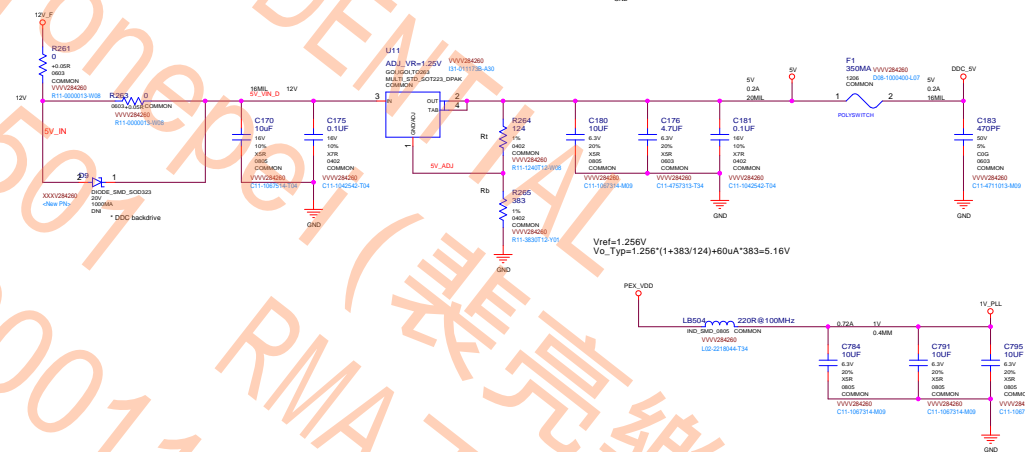 GND
12V_F
R261
0
+0.05R
0603
COMMON
VVVV284260
R11-0000013-W08
12V
R263
0
0603
+0.05R
COMMON
VVVV284260
R11-0000013-W08
5V_IN
D9
2
1
DIODE_SMD_SOD323
20V
1000MA
DNI
XXXV284260
<New PN>
* DDC backdrive
16MIL
12V
5V_VIN_D
C170
10uF
16V
10%
X5R
0805
COMMON
VVVV284260
C11-1067514-T04
C175
0.1UF
16V
10%
X7R
0402
COMMON
VVVV284260
C11-1042542-T04
GND
U11
ADJ_VR=1.25V
GOI,IGOI,TO263
MULTI_STD_SOT223_DPAK
COMMON
VVVV284260
I31-011173B-A30
3
IN
OUT
TAB
2
4
GND/ADJ
1
5V_ADJ
Rt
R264
124
1%
0402
COMMON
VVVV284260
R11-1240T12-W08
Rb
R265
383
1%
0402
COMMON
VVVV284260
R11-3830T12-Y01
GND
C180
10UF
6.3V
20%
X5R
0805
COMMON
VVVV284260
C11-1067314-M09
C176
4.7UF
6.3V
20%
X5R
0603
COMMON
VVVV284260
C11-4757313-T34
C181
0.1UF
16V
10%
X7R
0402
COMMON
VVVV284260
C11-1042542-T04
GND
5V
0.2A
20MIL
5V
F1
350MA
VVVV284260
D08-1000400-L07
1206
COMMON
1
2
POLYSWITCH
5V
0.2A
16MIL
DDC_5V
C183
470PF
50V
5%
C0G
0603
COMMON
VVVV284260
C11-4711013-M09
GND
Vref=1.256V
Vo_Typ=1.256*(1+383/124)+60uA*383=5.16V
PEX_VDD
LB504
220R@100MHz
IND_SMD_0805
COMMON
VVVV284260
L02-2218044-T34
0.72A
1V
0.4MM
1V_PLL
C784
10UF
6.3V
20%
X5R
0805
COMMON
VVVV284260
C11-1067314-M09
C791
10UF
6.3V
20%
X5R
0805
COMMON
VVVV284260
C11-1067314-M09
C795
10UF
6.3V
20%
X5R
0805
GND
RMA